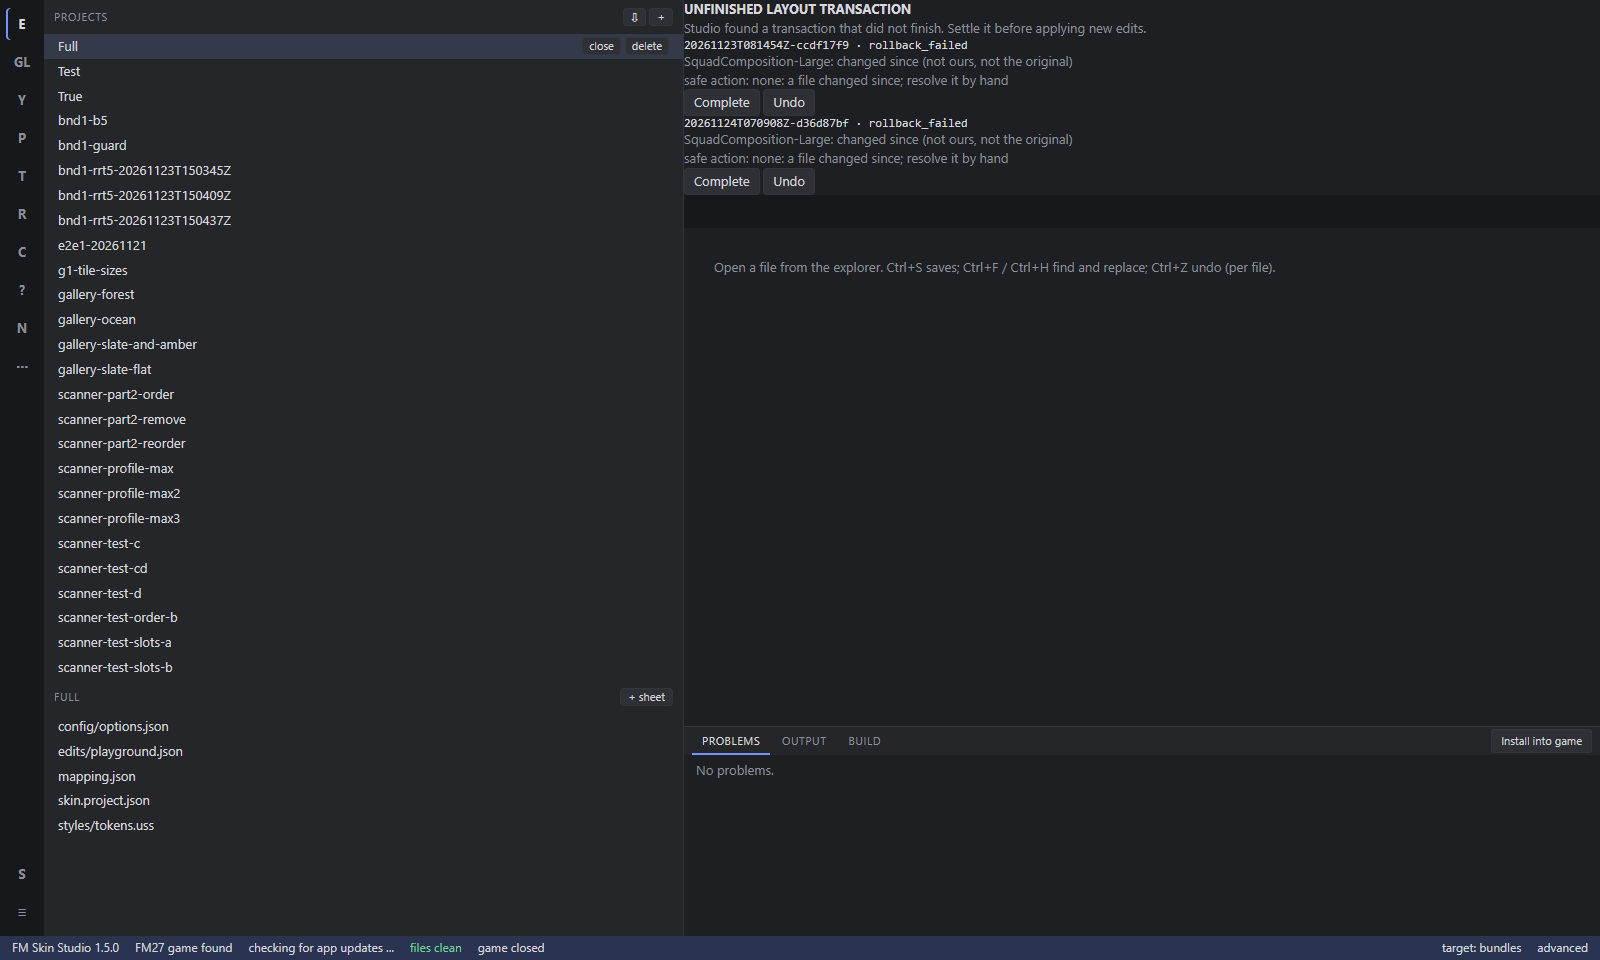 E
GL
Y
P
T
R
C
?
N
...
S
☰
PROJECTS
⇩ +
Full close delete
Test
True
bnd1-b5
bnd1-guard
bnd1-rrt5-20261123T150345Z
bnd1-rrt5-20261123T150409Z
bnd1-rrt5-20261123T150437Z
e2e1-20261121
g1-tile-sizes
gallery-forest
gallery-ocean
gallery-slate-and-amber
gallery-slate-flat
scanner-part2-order
scanner-part2-remove
scanner-part2-reorder
scanner-profile-max
scanner-profile-max2
scanner-profile-max3
scanner-test-c
scanner-test-cd
scanner-test-d
scanner-test-order-b
scanner-test-slots-a
scanner-test-slots-b
FULL + sheet
config/options.json
edits/playground.json
mapping.json
skin.project.json
styles/tokens.uss
UNFINISHED LAYOUT TRANSACTION
Studio found a transaction that did not finish. Settle it before applying new edits.
20261123T081454Z-ccdf17f9 · rollback_failed
SquadComposition-Large: changed since (not ours, not the original)
safe action: none: a file changed since; resolve it by hand
Complete Undo
20261124T070908Z-d36d87bf · rollback_failed
SquadComposition-Large: changed since (not ours, not the original)
safe action: none: a file changed since; resolve it by hand
Complete Undo
Open a file from the explorer. Ctrl+S saves; Ctrl+F / Ctrl+H find and replace; Ctrl+Z undo (per file).
PROBLEMS OUTPUT BUILD Install into game
No problems.
FM Skin Studio 1.5.0 FM27 game found checking for app updates ... files clean game closed target: bundles advanced